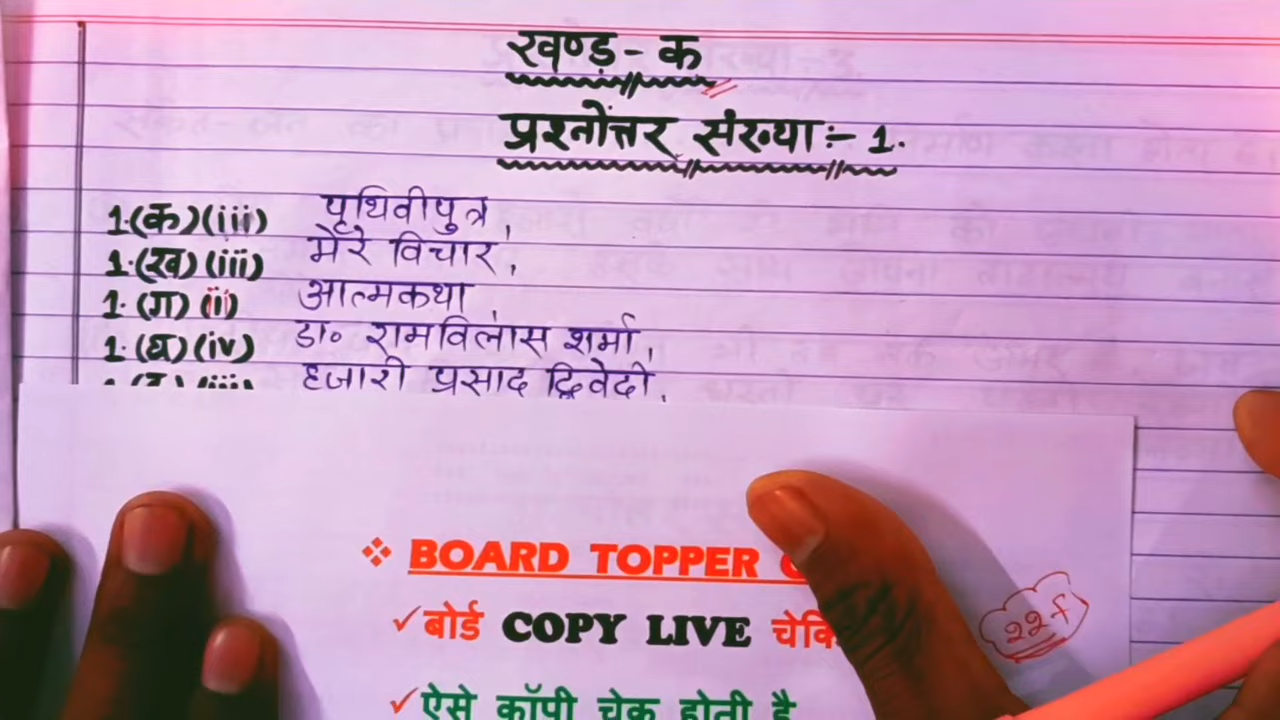 खण्ड - क
प्रश्नोत्तर संख्या :- 1.
1.(क)(iii) पृथिवीपुत्र,
1.(ख)(iii) मेरे विचार,
1.(ग)(ii) आत्मकथा,
1.(घ)(iv) डा० रामविलास शर्मा,
हजारी प्रसाद द्विवेदी,
❖ BOARD TOPPER
✓बोर्ड COPY LIVE
✓ऐसे कॉपी चेक होती है